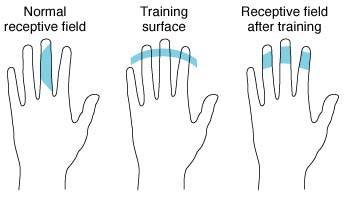 Normal
receptive field
Training
surface
Receptive field
after training